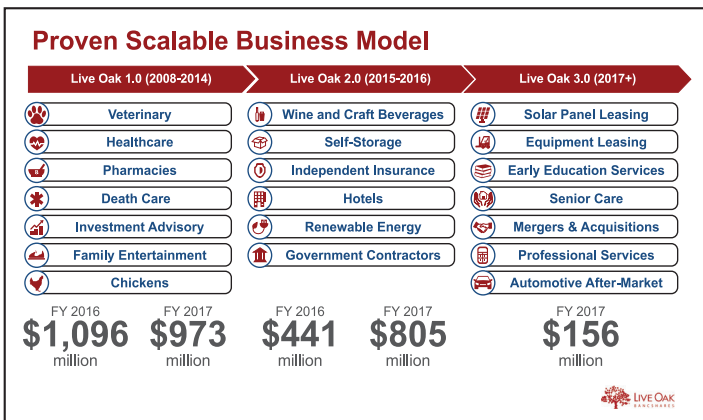 Proven Scalable Business Model
Live Oak 1.0 (2008-2014)
Live Oak 2.0 (2015-2016)
Live Oak 3.0 (2017+)
Veterinary
Healthcare
Pharmacies
Death Care
Investment Advisory
Family Entertainment
Chickens
Wine and Craft Beverages
Self-Storage
Independent Insurance
Hotels
Renewable Energy
Government Contractors
Solar Panel Leasing
Equipment Leasing
Early Education Services
Senior Care
Mergers & Acquisitions
Professional Services
Automotive After-Market
FY 2016
$1,096
million
FY 2017
$973
million
FY 2016
$441
million
FY 2017
$805
million
FY 2017
$156
million
LIVE OAK
BANCSHARES